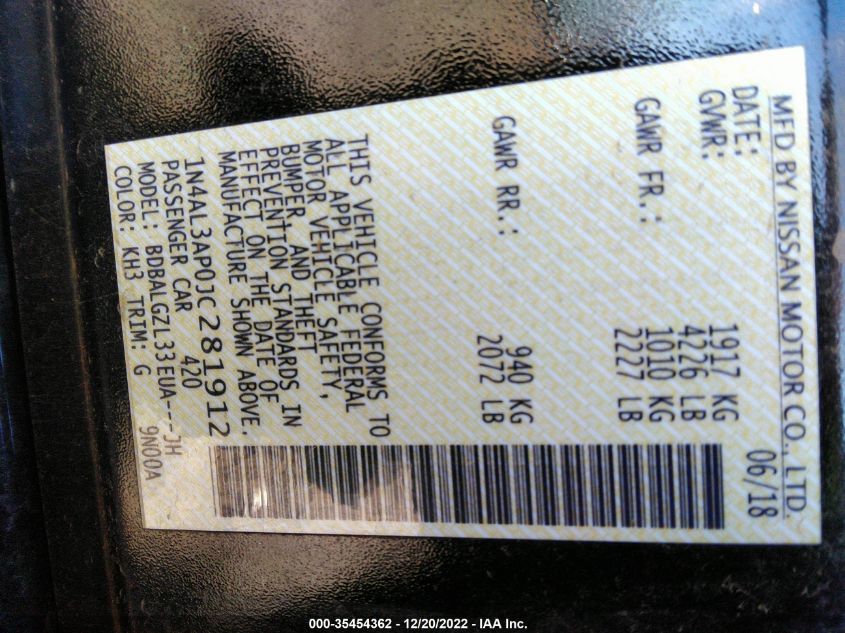 MFD BY NISSAN MOTOR CO., LTD.
DATE: 06/18
GVWR: 1917 KG
4226 LB
GAWR FR.: 1010 KG
2227 LB
GAWR RR.: 940 KG
2072 LB
THIS VEHICLE CONFORMS TO
ALL APPLICABLE FEDERAL
MOTOR VEHICLE SAFETY,
BUMPER, AND THEFT
PREVENTION STANDARDS IN
EFFECT ON THE DATE OF
MANUFACTURE SHOWN ABOVE.
1N4AL3AP0JC281912
PASSENGER CAR 420
MODEL: BDBALGZL33EUA---JH
COLOR: KH3 TRIM: G 9N00A
000-35454362 - 12/20/2022 - IAA Inc.